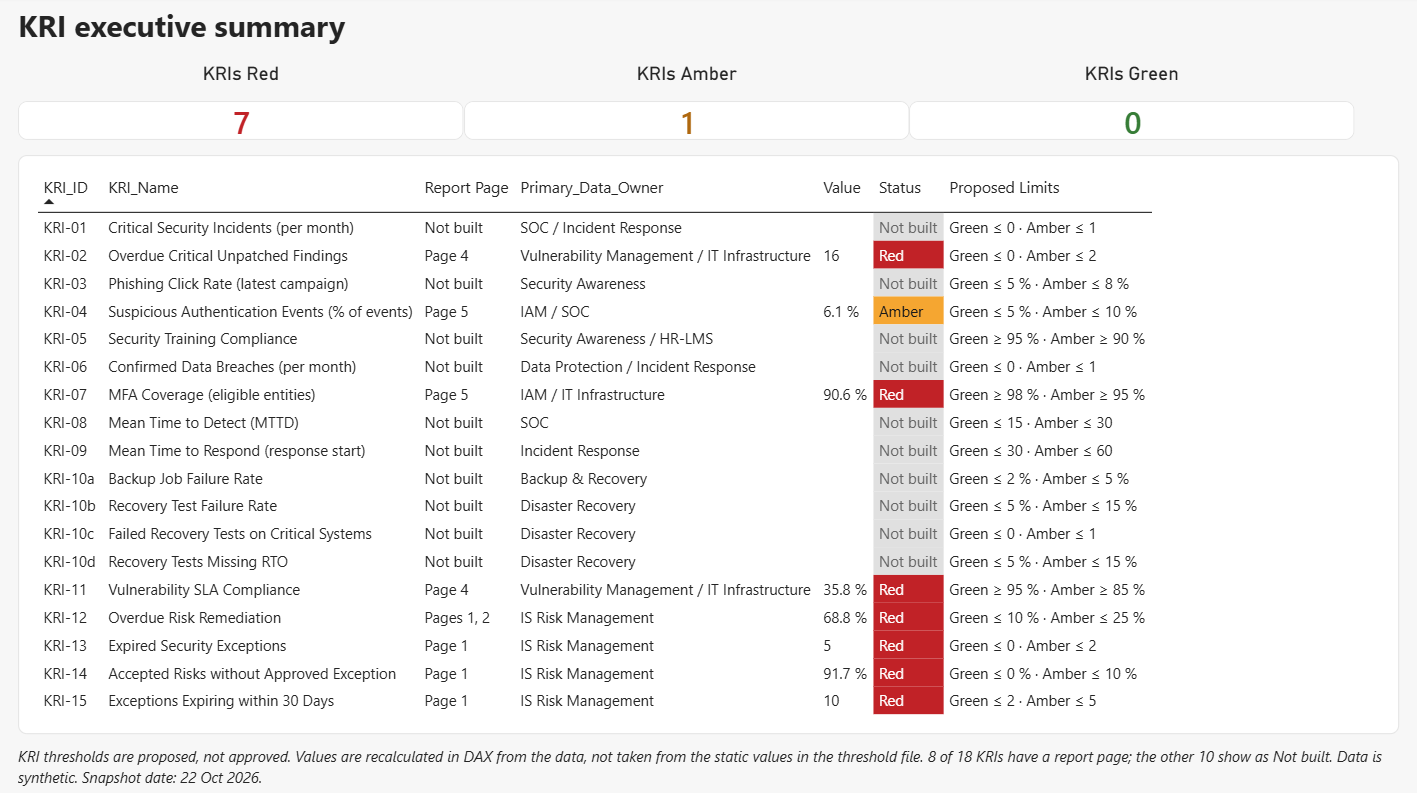 KRI executive summary
KRIs Red KRIs Amber KRIs Green
7 1 0
KRI_ID KRI_Name Report Page Primary_Data_Owner Value Status Proposed Limits
KRI-01 Critical Security Incidents (per month) Not built SOC / Incident Response Not built Green ≤ 0 · Amber ≤ 1
KRI-02 Overdue Critical Unpatched Findings Page 4 Vulnerability Management / IT Infrastructure 16 Red Green ≤ 0 · Amber ≤ 2
KRI-03 Phishing Click Rate (latest campaign) Not built Security Awareness Not built Green ≤ 5 % · Amber ≤ 8 %
KRI-04 Suspicious Authentication Events (% of events) Page 5 IAM / SOC 6.1 % Amber Green ≤ 5 % · Amber ≤ 10 %
KRI-05 Security Training Compliance Not built Security Awareness / HR-LMS Not built Green ≥ 95 % · Amber ≥ 90 %
KRI-06 Confirmed Data Breaches (per month) Not built Data Protection / Incident Response Not built Green ≤ 0 · Amber ≤ 1
KRI-07 MFA Coverage (eligible entities) Page 5 IAM / IT Infrastructure 90.6 % Red Green ≥ 98 % · Amber ≥ 95 %
KRI-08 Mean Time to Detect (MTTD) Not built SOC Not built Green ≤ 15 · Amber ≤ 30
KRI-09 Mean Time to Respond (response start) Not built Incident Response Not built Green ≤ 30 · Amber ≤ 60
KRI-10a Backup Job Failure Rate Not built Backup & Recovery Not built Green ≤ 2 % · Amber ≤ 5 %
KRI-10b Recovery Test Failure Rate Not built Disaster Recovery Not built Green ≤ 5 % · Amber ≤ 15 %
KRI-10c Failed Recovery Tests on Critical Systems Not built Disaster Recovery Not built Green ≤ 0 · Amber ≤ 1
KRI-10d Recovery Tests Missing RTO Not built Disaster Recovery Not built Green ≤ 5 % · Amber ≤ 15 %
KRI-11 Vulnerability SLA Compliance Page 4 Vulnerability Management / IT Infrastructure 35.8 % Red Green ≥ 95 % · Amber ≥ 85 %
KRI-12 Overdue Risk Remediation Pages 1, 2 IS Risk Management 68.8 % Red Green ≤ 10 % · Amber ≤ 25 %
KRI-13 Expired Security Exceptions Page 1 IS Risk Management 5 Red Green ≤ 0 · Amber ≤ 2
KRI-14 Accepted Risks without Approved Exception Page 1 IS Risk Management 91.7 % Red Green ≤ 0 % · Amber ≤ 10 %
KRI-15 Exceptions Expiring within 30 Days Page 1 IS Risk Management 10 Red Green ≤ 2 · Amber ≤ 5
KRI thresholds are proposed, not approved. Values are recalculated in DAX from the data, not taken from the static values in the threshold file. 8 of 18 KRIs have a report page; the other 10 show as Not built. Data is
synthetic. Snapshot date: 22 Oct 2026.